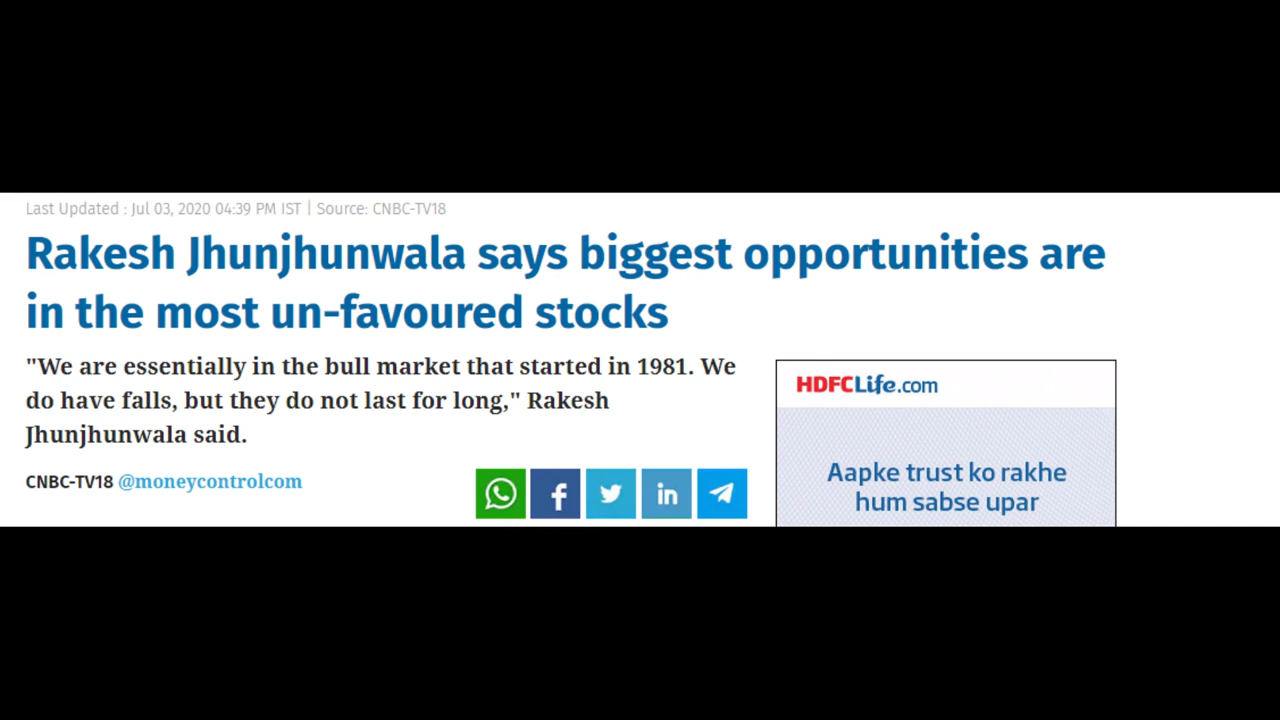 Last Updated : Jul 03, 2020 04:39 PM IST | Source: CNBC-TV18
Rakesh Jhunjhunwala says biggest opportunities are
in the most un-favoured stocks
"We are essentially in the bull market that started in 1981. We
do have falls, but they do not last for long," Rakesh
Jhunjhunwala said.
CNBC-TV18 @moneycontrolcom
f
in
HDFCLife.com
Aapke trust ko rakhe
hum sabse upar